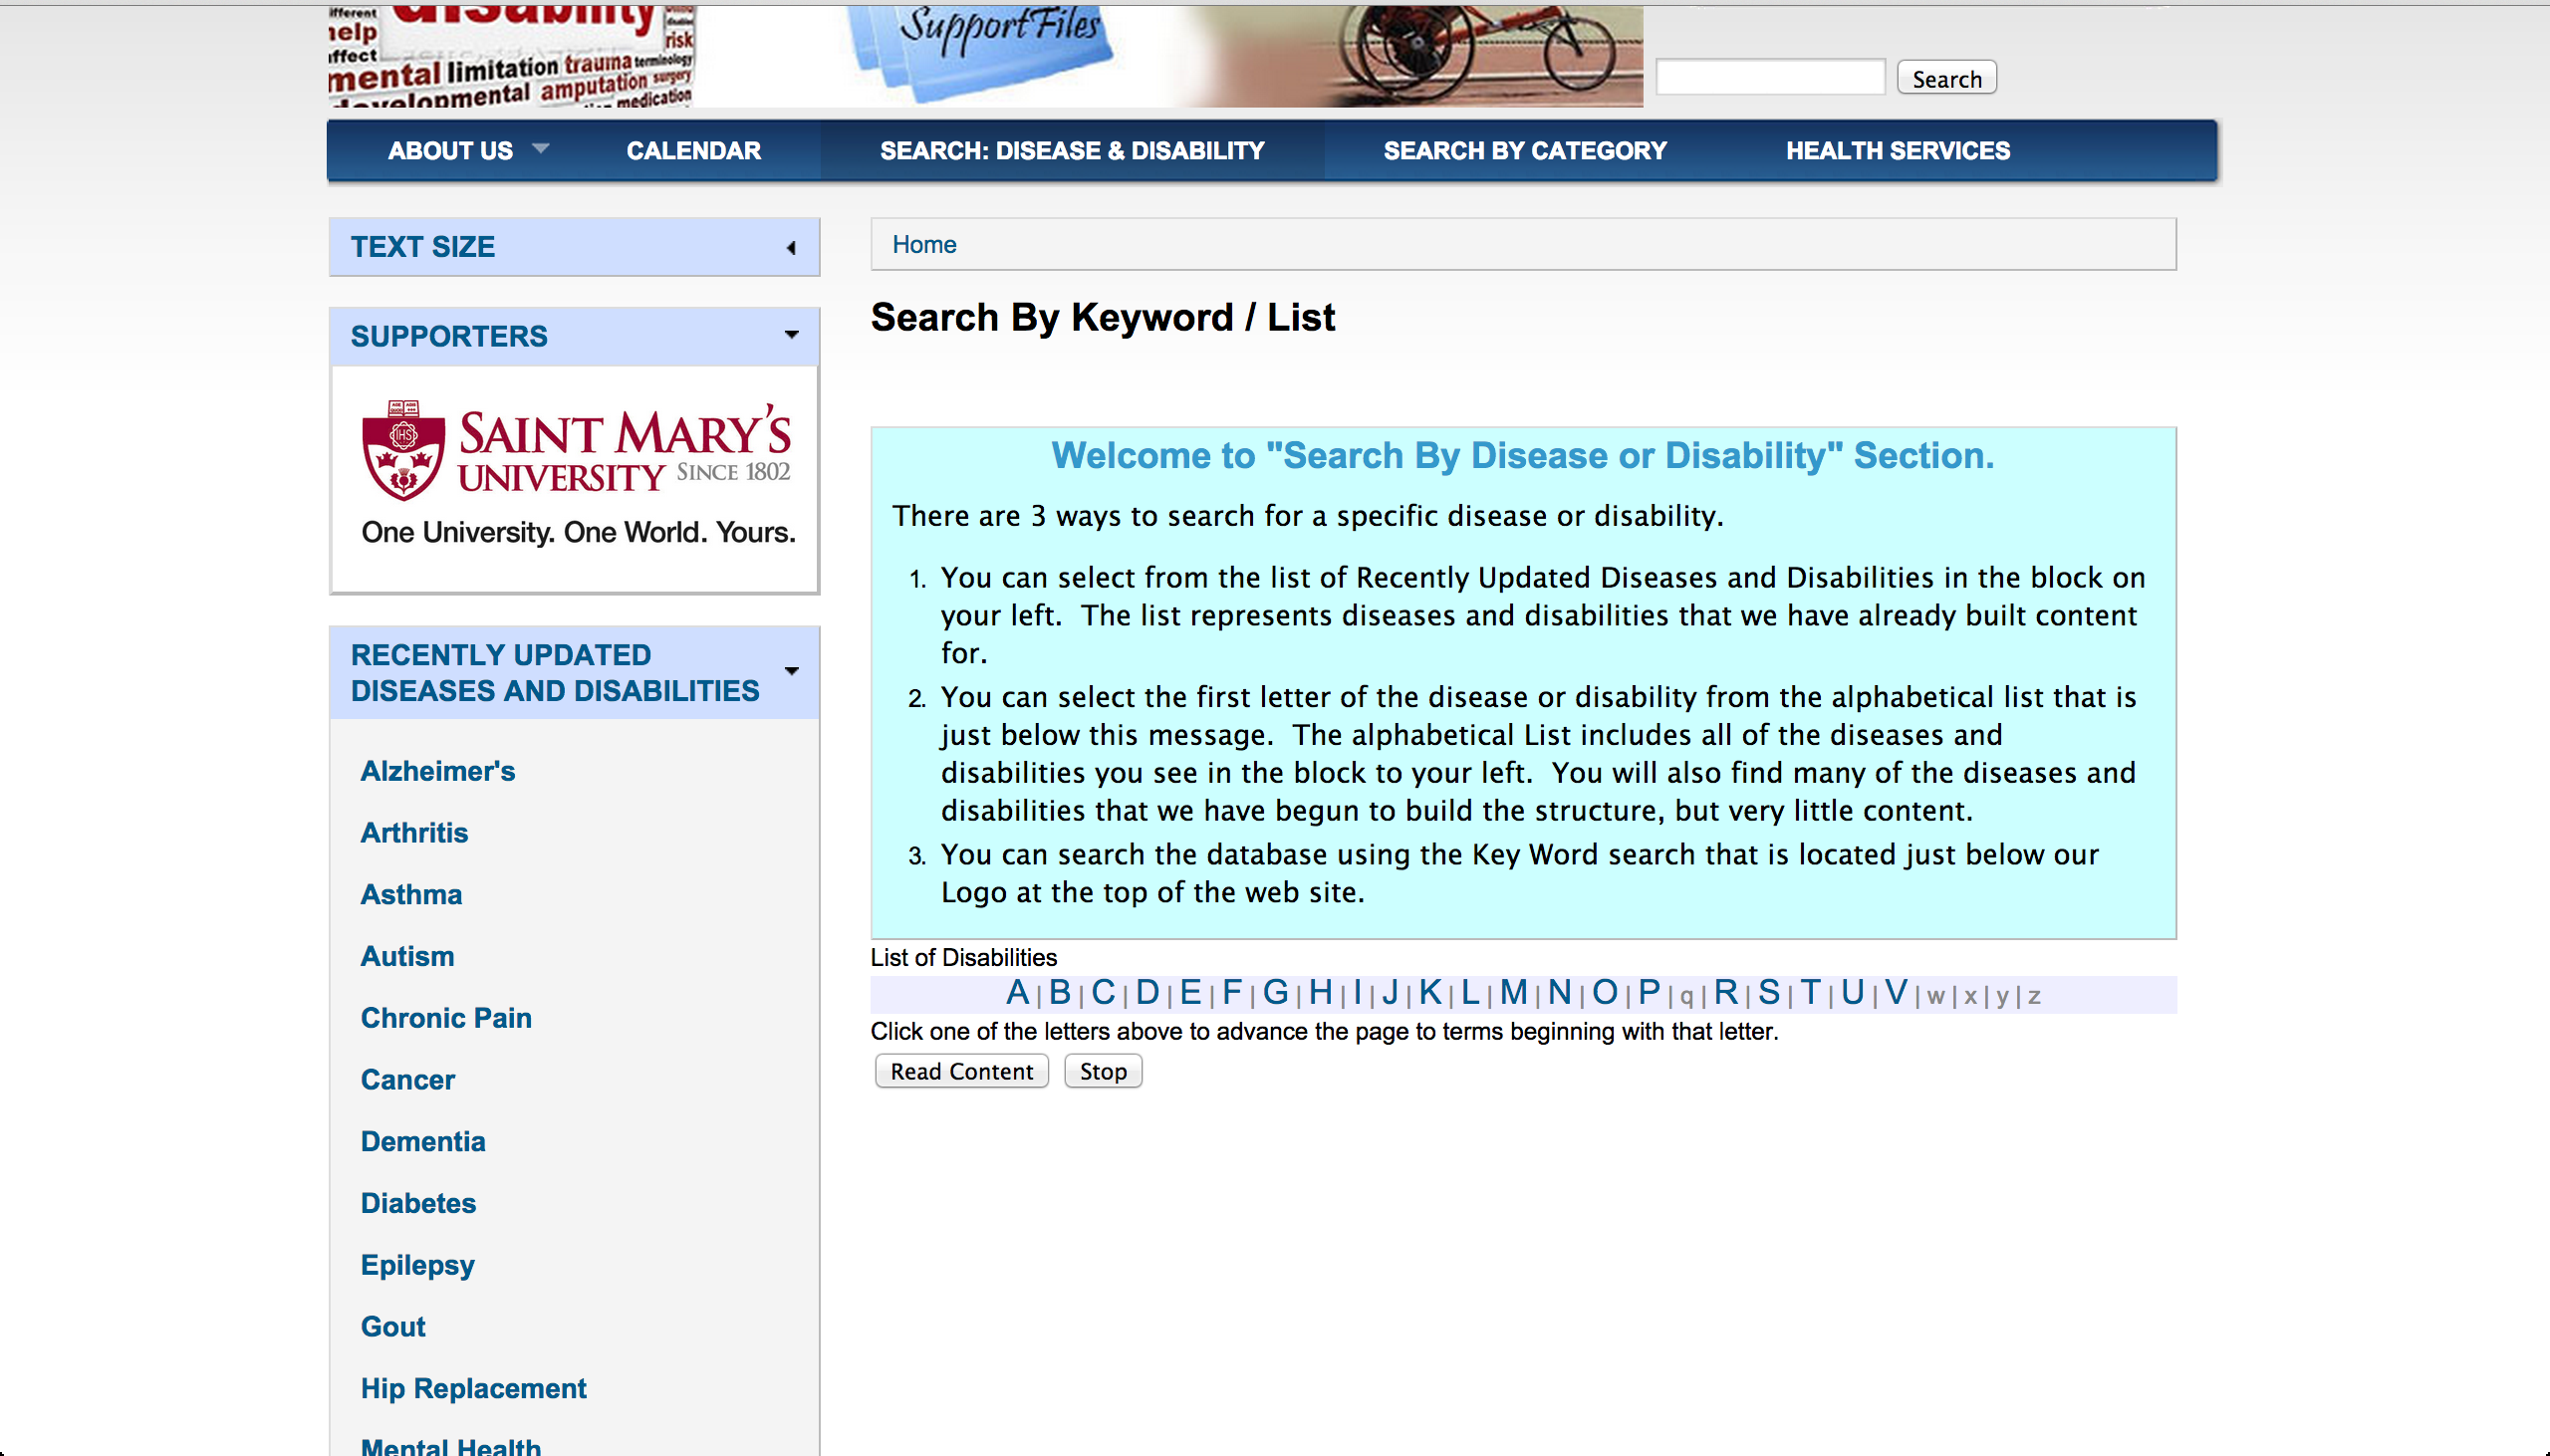 ifferent
disability
help
risk
ffect
mental limitation trauma terminology
developmental amputation surgery
medication
Support Files
Search
ABOUT US CALENDAR SEARCH: DISEASE & DISABILITY SEARCH BY CATEGORY HEALTH SERVICES
TEXT SIZE
SUPPORTERS
IHS
SAINT MARY'S
UNIVERSITY SINCE 1802
One University. One World. Yours.
RECENTLY UPDATED
DISEASES AND DISABILITIES
Alzheimer's
Arthritis
Asthma
Autism
Chronic Pain
Cancer
Dementia
Diabetes
Epilepsy
Gout
Hip Replacement
Mental Health
Home
Search By Keyword / List
Welcome to "Search By Disease or Disability" Section.
There are 3 ways to search for a specific disease or disability.
1. You can select from the list of Recently Updated Diseases and Disabilities in the block on
your left. The list represents diseases and disabilities that we have already built content
for.
2. You can select the first letter of the disease or disability from the alphabetical list that is
just below this message. The alphabetical List includes all of the diseases and
disabilities you see in the block to your left. You will also find many of the diseases and
disabilities that we have begun to build the structure, but very little content.
3. You can search the database using the Key Word search that is located just below our
Logo at the top of the web site.
List of Disabilities
A | B | C | D | E | F | G | H | I | J | K | L | M | N | O | P | q | R | S | T | U | V | w | x | y | z
Click one of the letters above to advance the page to terms beginning with that letter.
Read Content Stop